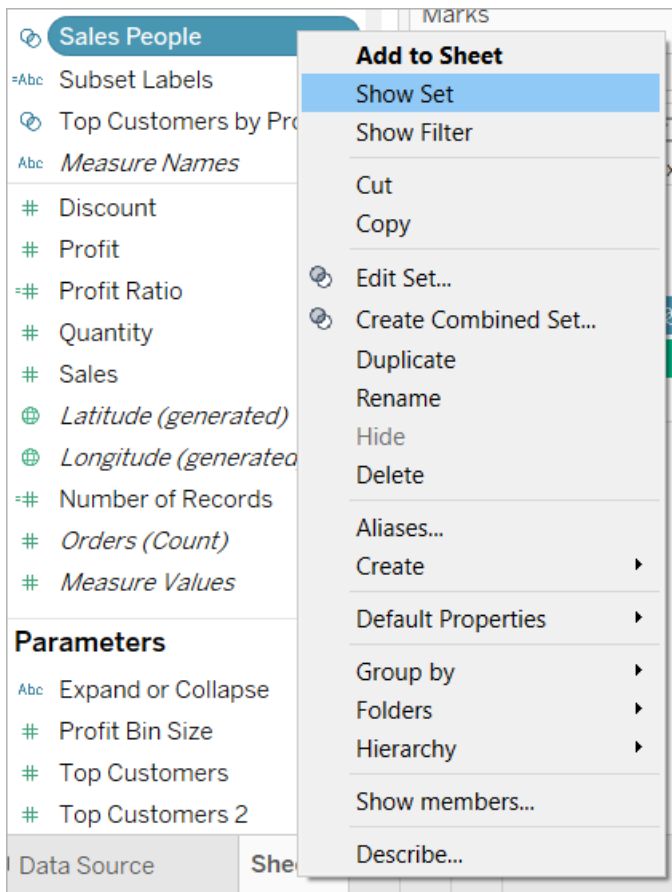 Marks
Sales People
Subset Labels
Top Customers by Pro
Abc Measure Names
# Discount
# Profit
=# Profit Ratio
# Quantity
# Sales
Latitude (generated)
Longitude (generated
=# Number of Records
# Orders (Count)
# Measure Values
Parameters
Abc Expand or Collapse
# Profit Bin Size
# Top Customers
# Top Customers 2
Data Source
Shee
Add to Sheet
Show Set
Show Filter
Cut
Copy
Edit Set...
Create Combined Set...
Duplicate
Rename
Hide
Delete
Aliases...
Create
Default Properties
Group by
Folders
Hierarchy
Show members...
Describe...